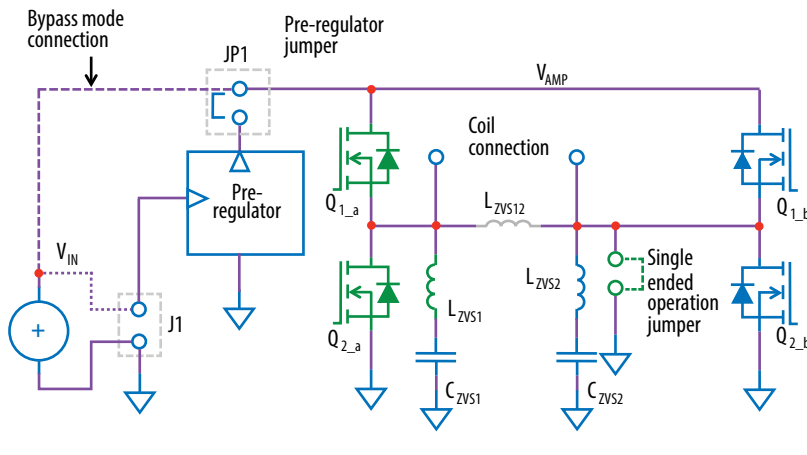 Bypass mode
connection
Pre-regulator
jumper
JP1
V_AMP
Coil
connection
Pre-
regulator
Q_1_a
L_ZVS12
Q_1_b
V_IN
Single
ended
operation
jumper
L_ZVS1
L_ZVS2
J1
+
Q_2_a
Q_2_b
C_ZVS1
C_ZVS2